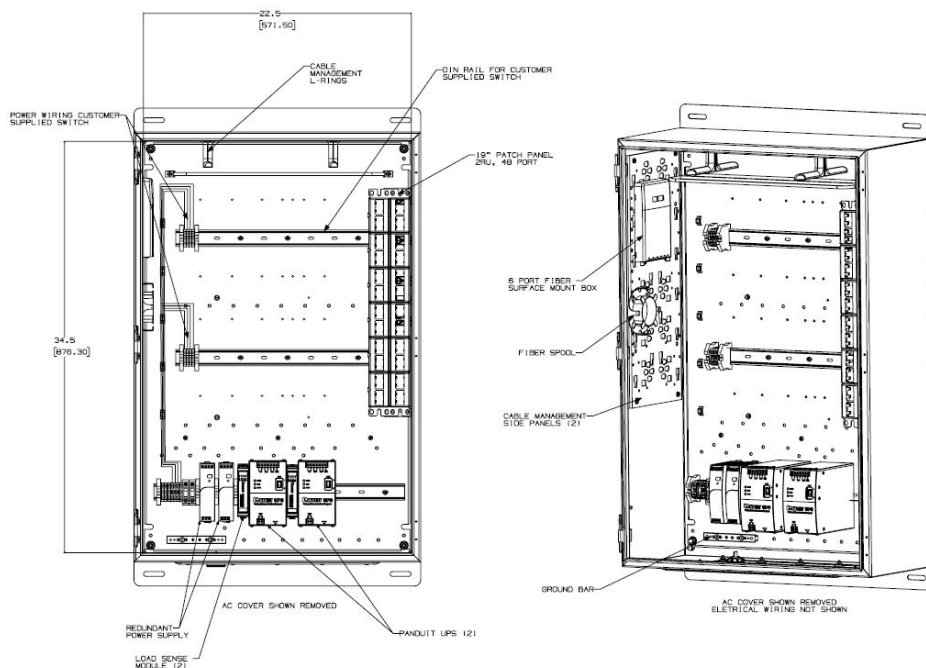 22.5
[571.50]
CABLE
MANAGEMENT
L-RINGS
DIN RAIL FOR CUSTOMER
SUPPLIED SWITCH
POWER WIRING CUSTOMER
SUPPLIED SWITCH
19" PATCH PANEL
2RU, 48 PORT
34.5
[876.30]
AC COVER SHOWN REMOVED
REDUNDANT
POWER SUPPLY
LOAD SENSE
MODULE (2)
PANDUIT UPS (2)
6 PORT FIBER
SURFACE MOUNT BOX
FIBER SPOOL
CABLE MANAGEMENT
SIDE PANELS (2)
GROUND BAR
AC COVER SHOWN REMOVED
ELETRICAL WIRING NOT SHOWN